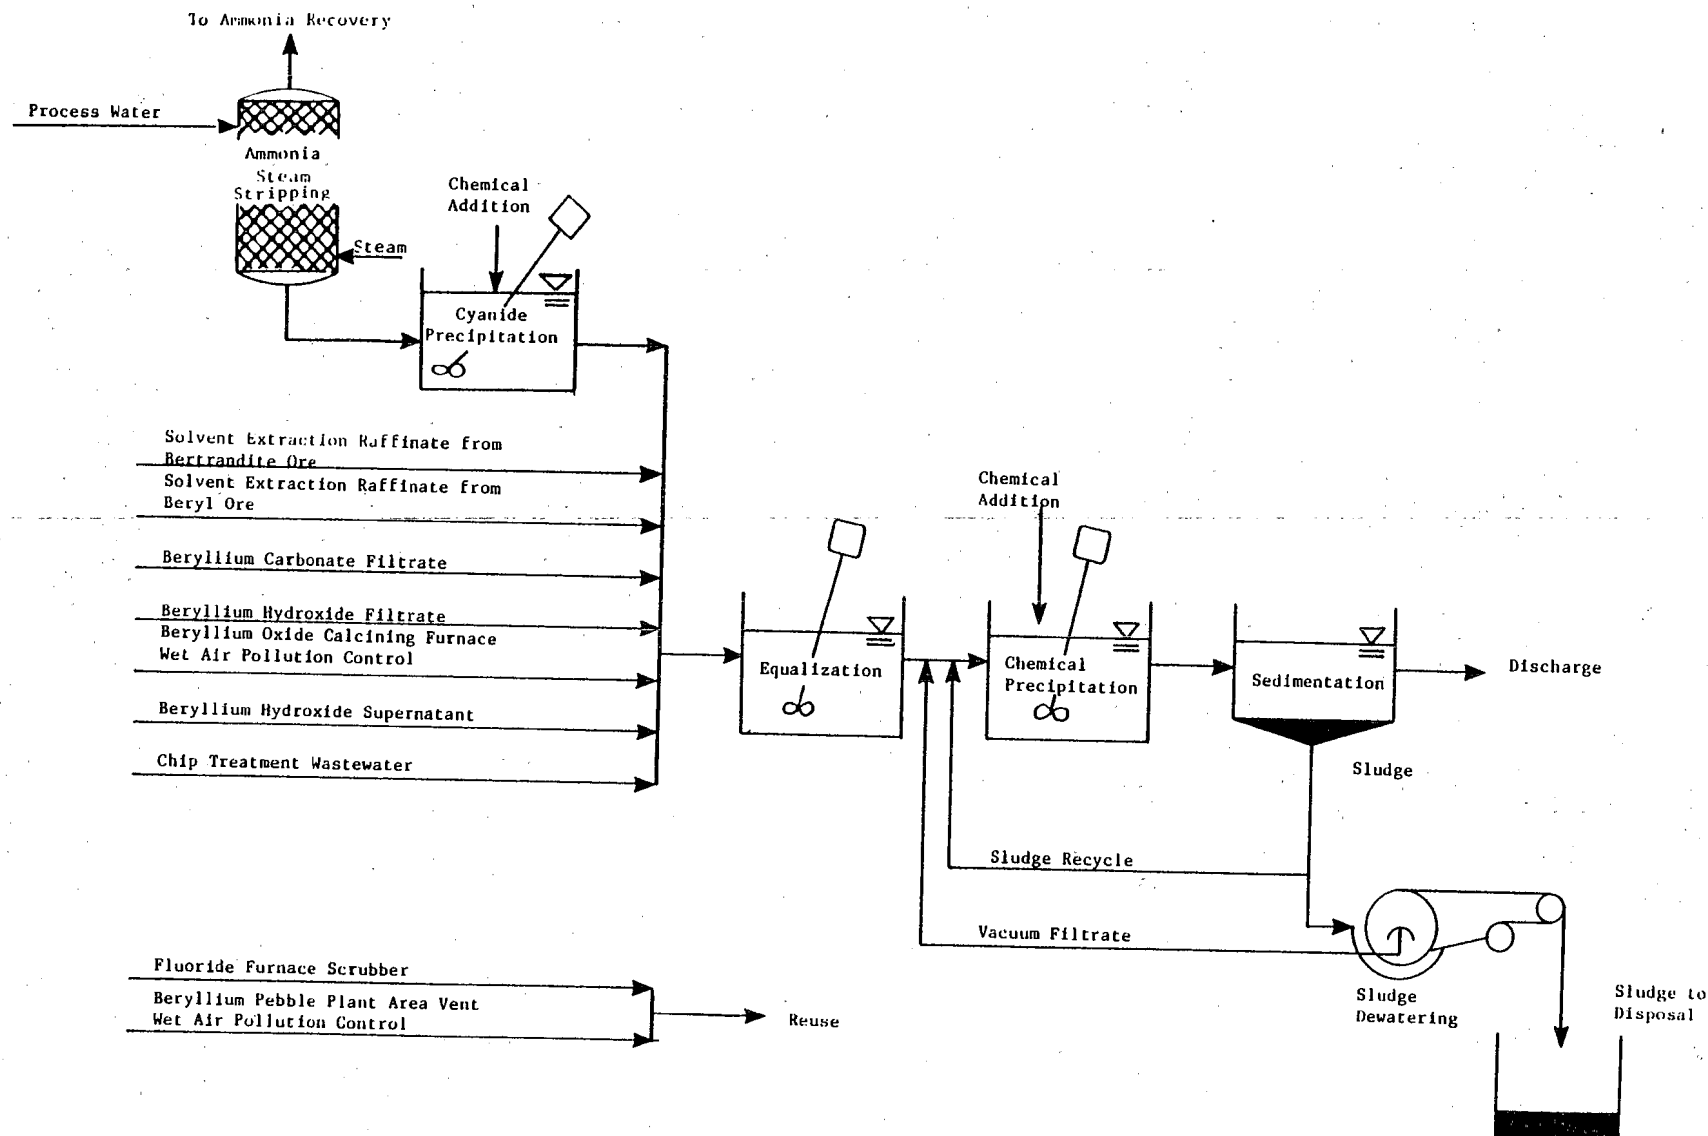 To Ammonia Recovery
Process Water
Ammonia
Steam
Stripping
Steam
Chemical
Addition
Cyanide
Precipitation
Solvent Extraction Raffinate from
Bertrandite Ore
Solvent Extraction Raffinate from
Beryl Ore
Beryllium Carbonate Filtrate
Beryllium Hydroxide Filtrate
Beryllium Oxide Calcining Furnace
Wet Air Pollution Control
Beryllium Hydroxide Supernatant
Chip Treatment Wastewater
Equalization
Chemical
Addition
Chemical
Precipitation
Sedimentation
Discharge
Sludge
Sludge Recycle
Vacuum Filtrate
Fluoride Furnace Scrubber
Beryllium Pebble Plant Area Vent
Wet Air Pollution Control
Reuse
Sludge
Dewatering
Sludge to
Disposal